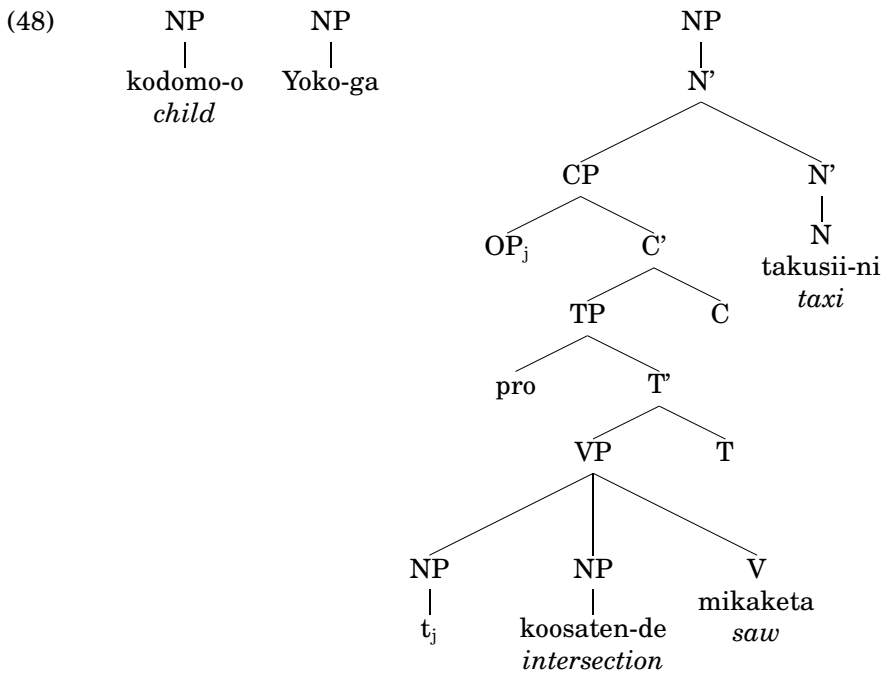 (48) NP NP NP
kodomo-o Yoko-ga N’
child
CP N’
OPj C’ N
takusii-ni
TP C taxi
pro T’
VP T
NP NP V
mikaketa
tj koosaten-de saw
intersection